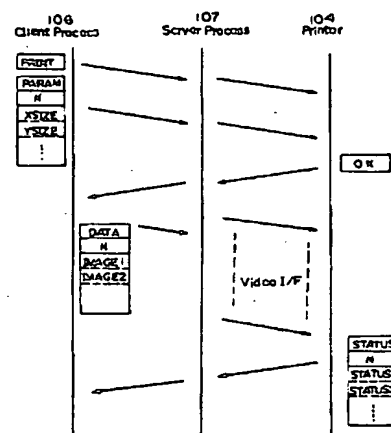 106
Client Process
107
Server Process
104
Printer
PRINT
PARAM
N
XSIZE
YSIZE
OK
DATA
N
IMAGE1
IMAGE2
Video I/F
STATUS
N
STATUS
STATUS